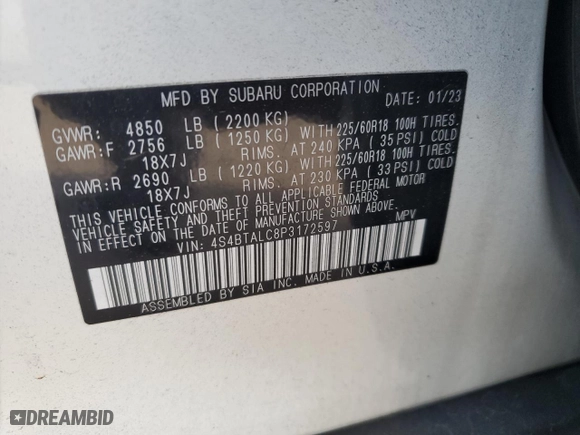 MFD BY SUBARU CORPORATION DATE: 01/23
GVWR: 4850 LB (2200 KG)
GAWR:F 2756 LB (1250 KG) WITH 225/60R18 100H TIRES.
18X7J RIMS. AT 240 KPA (35 PSI) COLD
GAWR:R 2690 LB (1220 KG) WITH 225/60R18 100H TIRES.
18X7J RIMS. AT 230 KPA (33 PSI) COLD
THIS VEHICLE CONFORMS TO ALL APPLICABLE FEDERAL MOTOR
VEHICLE SAFETY AND THEFT PREVENTION STANDARDS
IN EFFECT ON THE DATE OF MANUFACTURE SHOWN ABOVE.
VIN: 4S4BTALC8P3172597 MPV
ASSEMBLED BY SIA INC. MADE IN U.S.A.
DREAMBID